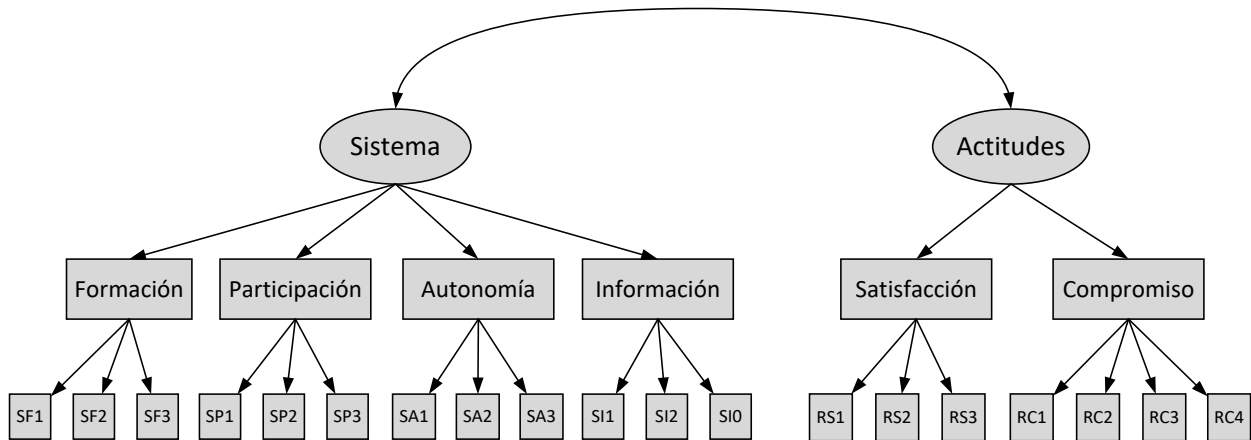 Sistema
Actitudes
Formación
Participación
Autonomía
Información
Satisfacción
Compromiso
SF1
SF2
SF3
SP1
SP2
SP3
SA1
SA2
SA3
SI1
SI2
SI0
RS1
RS2
RS3
RC1
RC2
RC3
RC4